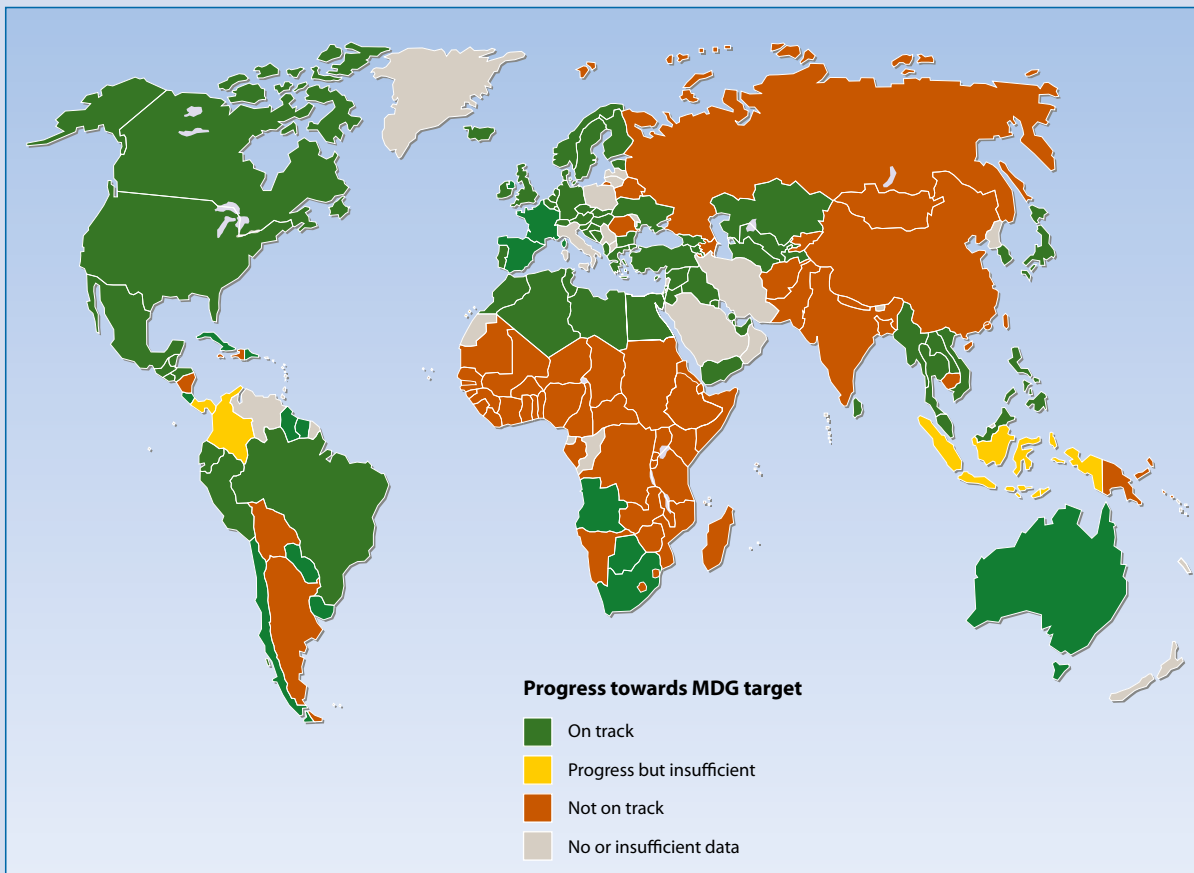 Progress towards MDG target
On track
Progress but insufficient
Not on track
No or insufficient data